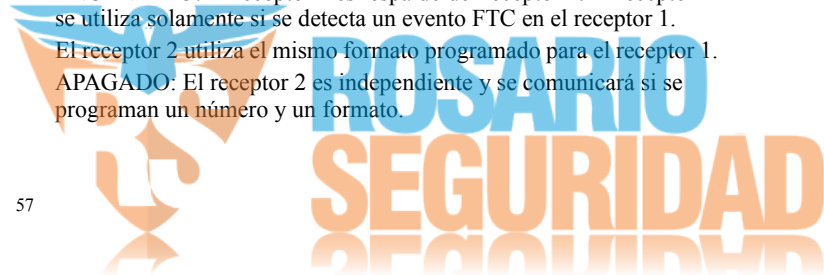 se utiliza solamente si se detecta un evento FTC en el receptor 1.
El receptor 2 utiliza el mismo formato programado para el receptor 1.
APAGADO: El receptor 2 es independiente y se comunicará si se
programan un número y un formato.
ROSARIO
SEGURIDAD
57